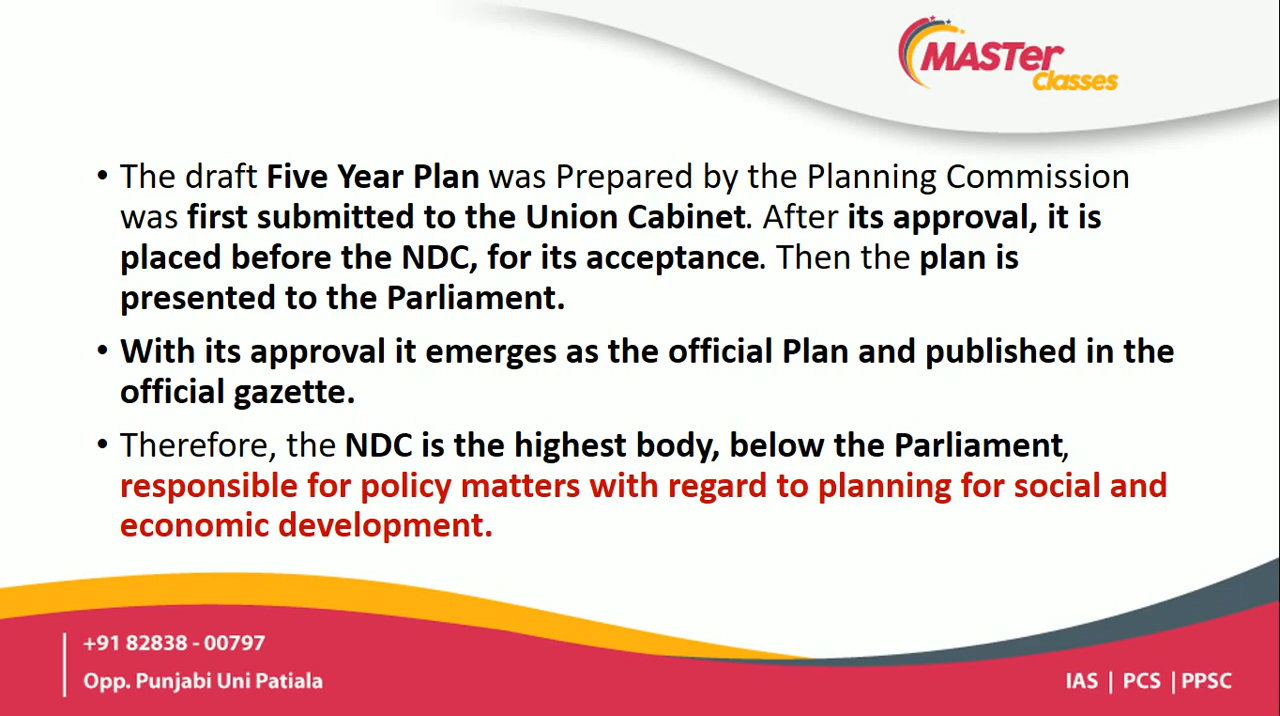 MASTer
Classes
• The draft Five Year Plan was Prepared by the Planning Commission
was first submitted to the Union Cabinet. After its approval, it is
placed before the NDC, for its acceptance. Then the plan is
presented to the Parliament.
• With its approval it emerges as the official Plan and published in the
official gazette.
• Therefore, the NDC is the highest body, below the Parliament,
responsible for policy matters with regard to planning for social and
economic development.
+91 82838 - 00797
Opp. Punjabi Uni Patiala
IAS | PCS | PPSC